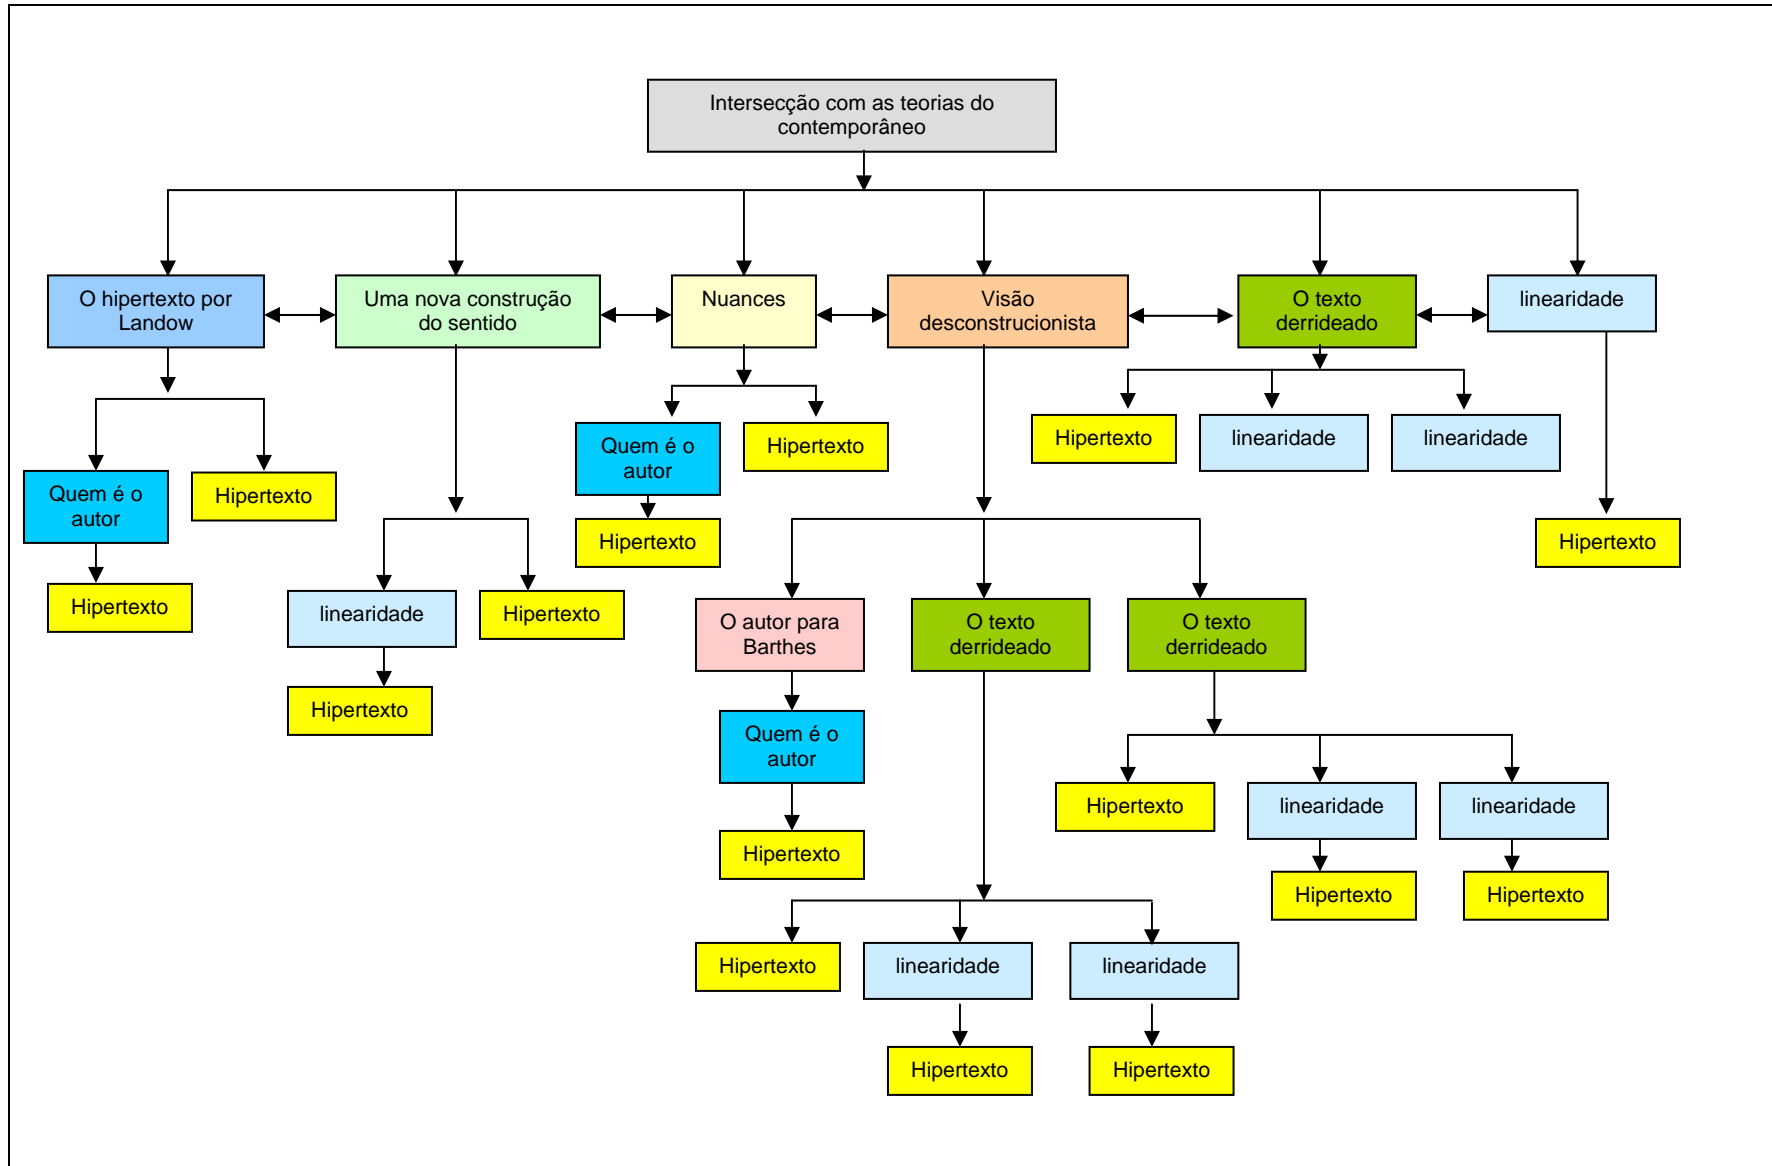 Intersecção com as teorias do
contemporâneo
O hipertexto por
Landow
Uma nova construção
do sentido
Nuances
Visão
desconstrucionista
O texto
derrideado
linearidade
Quem é o
autor
Hipertexto
Hipertexto
linearidade
Hipertexto
Hipertexto
Quem é o
autor
Hipertexto
Hipertexto
Hipertexto
linearidade
linearidade
Hipertexto
O autor para
Barthes
O texto
derrideado
O texto
derrideado
Quem é o
autor
Hipertexto
Hipertexto
linearidade
linearidade
Hipertexto
Hipertexto
Hipertexto
linearidade
linearidade
Hipertexto
Hipertexto